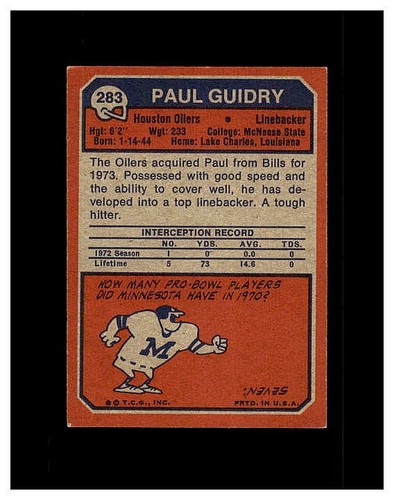 283 PAUL GUIDRY
Houston Oilers • Linebacker
Hgt: 6'2" Wgt: 233 College: McNeese State
Born: 1-14-44 Home: Lake Charles, Louisiana
The Oilers acquired Paul from Bills for
1973. Possessed with good speed and
the ability to cover well, he has de-
veloped into a top linebacker. A tough
hitter.
INTERCEPTION RECORD
NO. YDS. AVG. TDS.
1972 Season 1 0 0.0 0
Lifetime 5 73 14.6 0
HOW MANY PRO-BOWL PLAYERS
DID MINNESOTA HAVE IN 1970?
M
SEVEN.
© T.C.G., INC. PRTD. IN U.S.A.